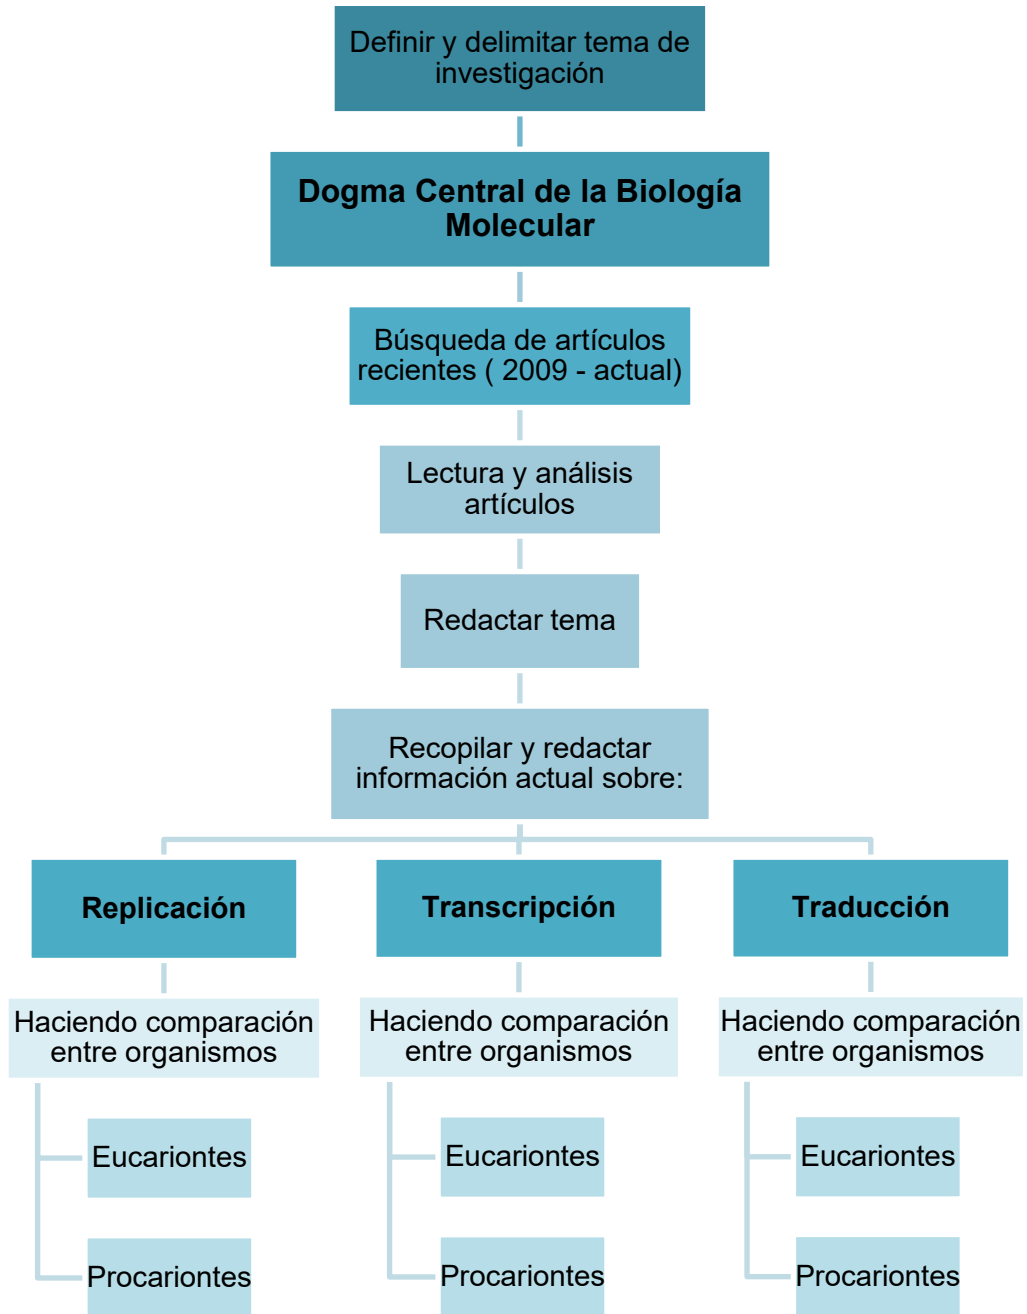 Definir y delimitar tema de
investigación
Dogma Central de la Biología
Molecular
Búsqueda de artículos
recientes ( 2009 - actual)
Lectura y análisis
artículos
Redactar tema
Recopilar y redactar
información actual sobre:
Replicación
Transcripción
Traducción
Haciendo comparación
entre organismos
Haciendo comparación
entre organismos
Haciendo comparación
entre organismos
Eucariontes
Eucariontes
Eucariontes
Procariontes
Procariontes
Procariontes